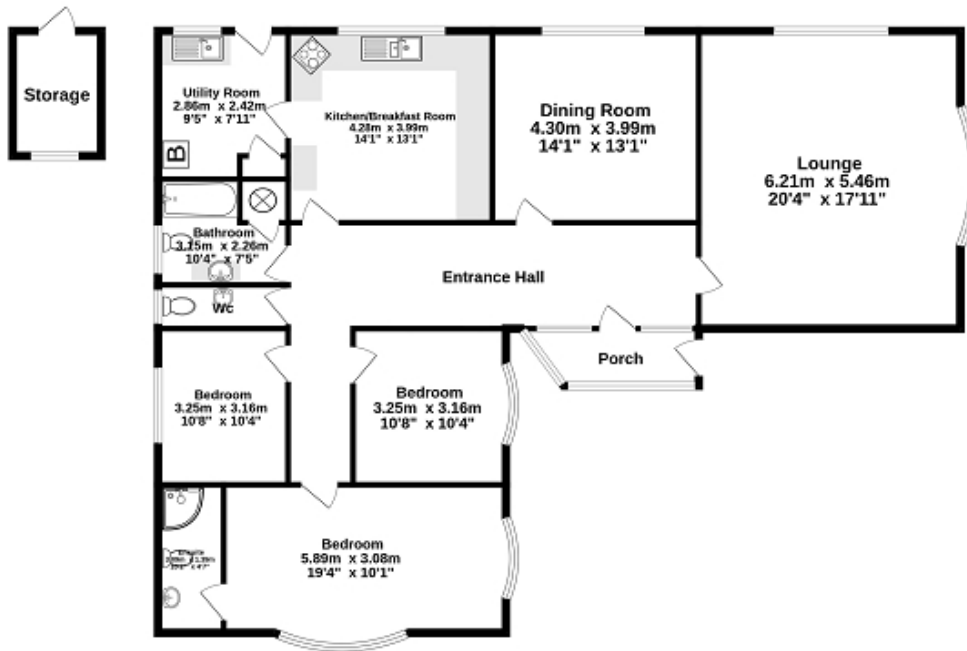 Storage
Utility Room
2.86m x 2.42m
9'5" x 7'11"
Kitchen/Breakfast Room
4.28m x 3.99m
14'1" x 13'1"
Dining Room
4.30m x 3.99m
14'1" x 13'1"
Lounge
6.21m x 5.46m
20'4" x 17'11"
B
Bathroom
3.15m x 2.26m
10'4" x 7'5"
Entrance Hall
Wc
Porch
Bedroom
3.25m x 3.16m
10'8" x 10'4"
Bedroom
3.25m x 3.16m
10'8" x 10'4"
Bedroom
5.89m x 3.08m
19'4" x 10'1"
Ensuite